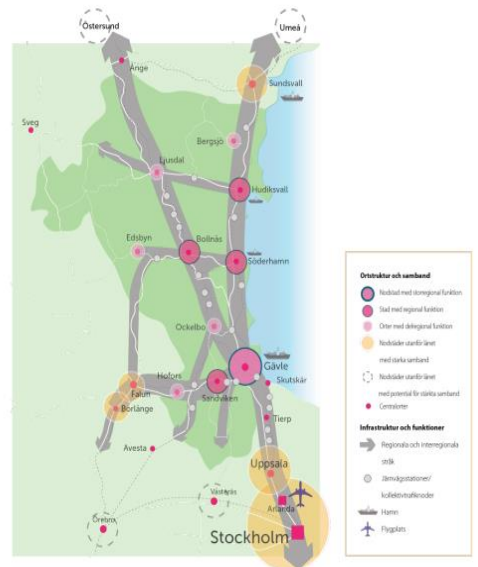 Östersund
Umeå
Ånge
Sundsvall
Sveg
Bergsjö
Ljusdal
Hudiksvall
Edsbyn
Bollnäs
Söderhamn
Ockelbo
Gävle
Hofors
Skutskär
Falun
Sandviken
Borlänge
Tierp
Avesta
Uppsala
Västerås
Arlanda
Örebro
Stockholm
Ortstruktur och samband
Nodstad med storregional funktion
Stad med regional funktion
Orter med delregional funktion
Nodstäder utanför länet
med starka samband
Nodstäder utanför länet
med potential för stärkta samband
Centralorter
Infrastruktur och funktioner
Regionala och interregionala
stråk
Järnvägsstationer/
kollektivtrafiknoder
Hamn
Flygplats